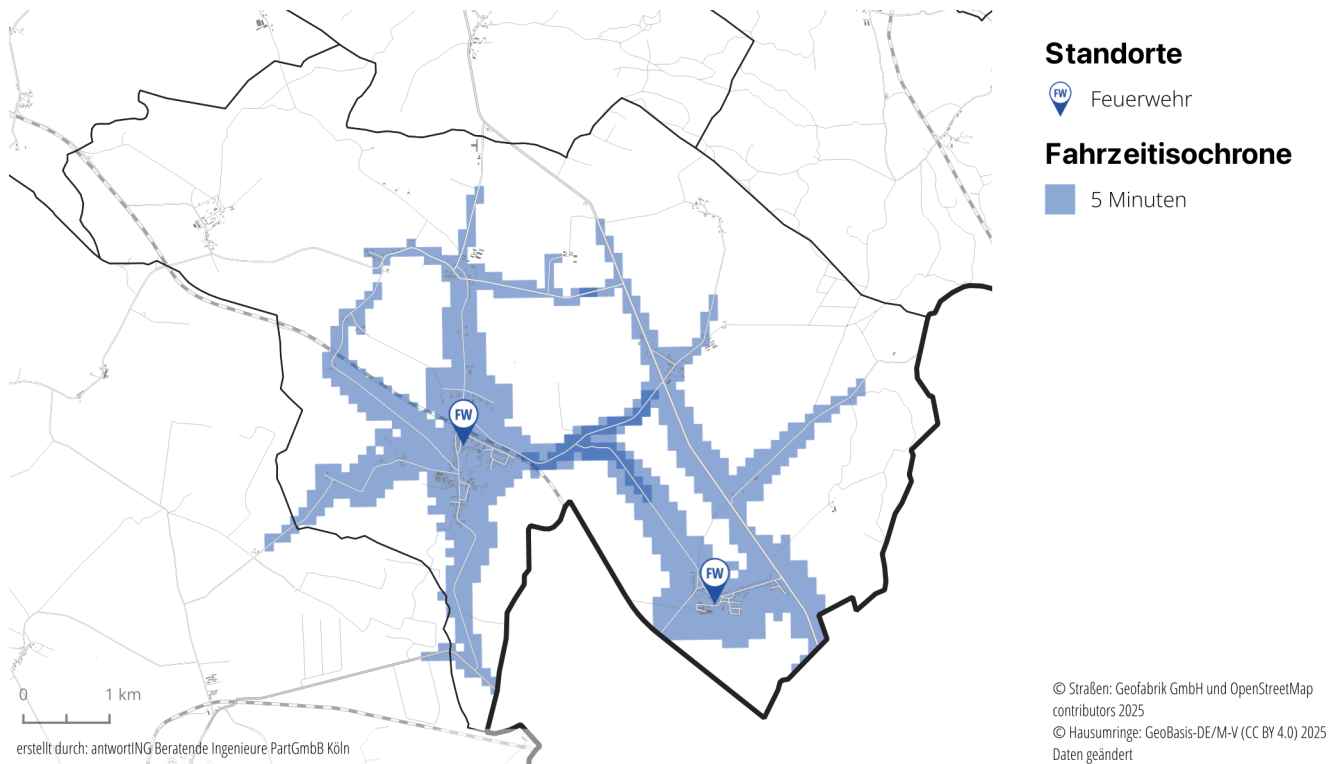 Standorte
FW
Feuerwehr
Fahrzeitisochrone
5 Minuten
FW
FW
0 1 km
erstellt durch: antwortING Beratende Ingenieure PartGmbB Köln
© Straßen: Geofabrik GmbH und OpenStreetMap
contributors 2025
© Hausumringe: GeoBasis-DE/M-V (CC BY 4.0) 2025
Daten geändert